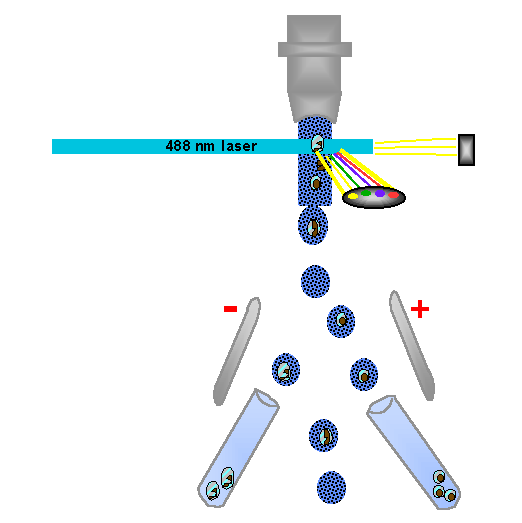 488 nm laser
- +